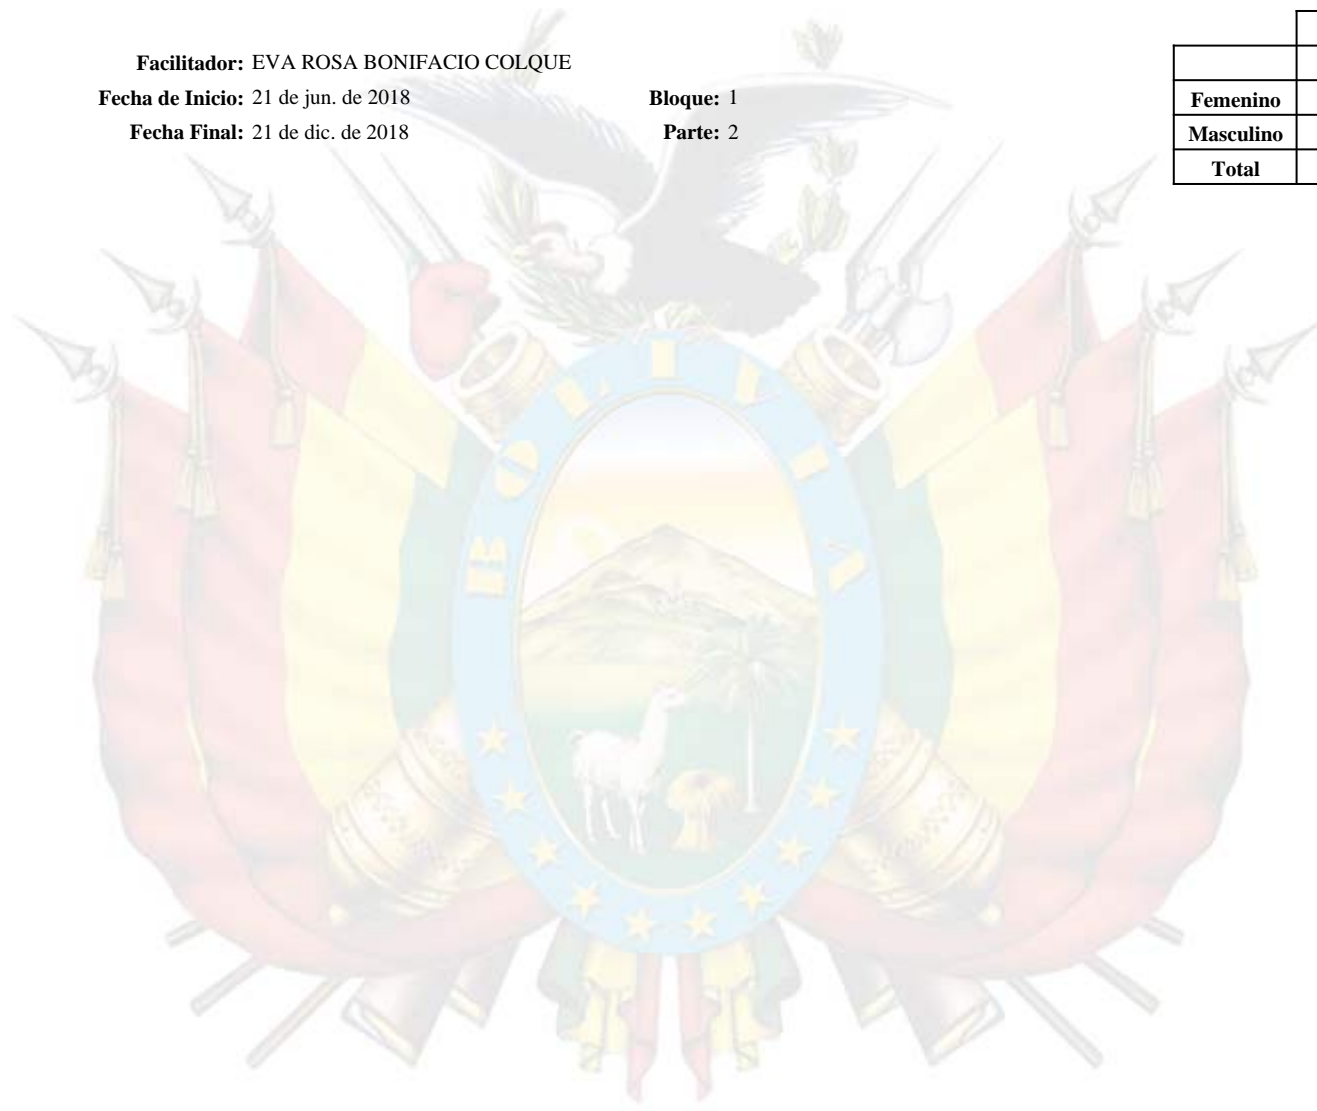 Facilitador: EVA ROSA BONIFACIO COLQUE
Fecha de Inicio: 21 de jun. de 2018 Bloque: 1
Fecha Final: 21 de dic. de 2018 Parte: 2
Femenino
Masculino
Total
BOLIVIA